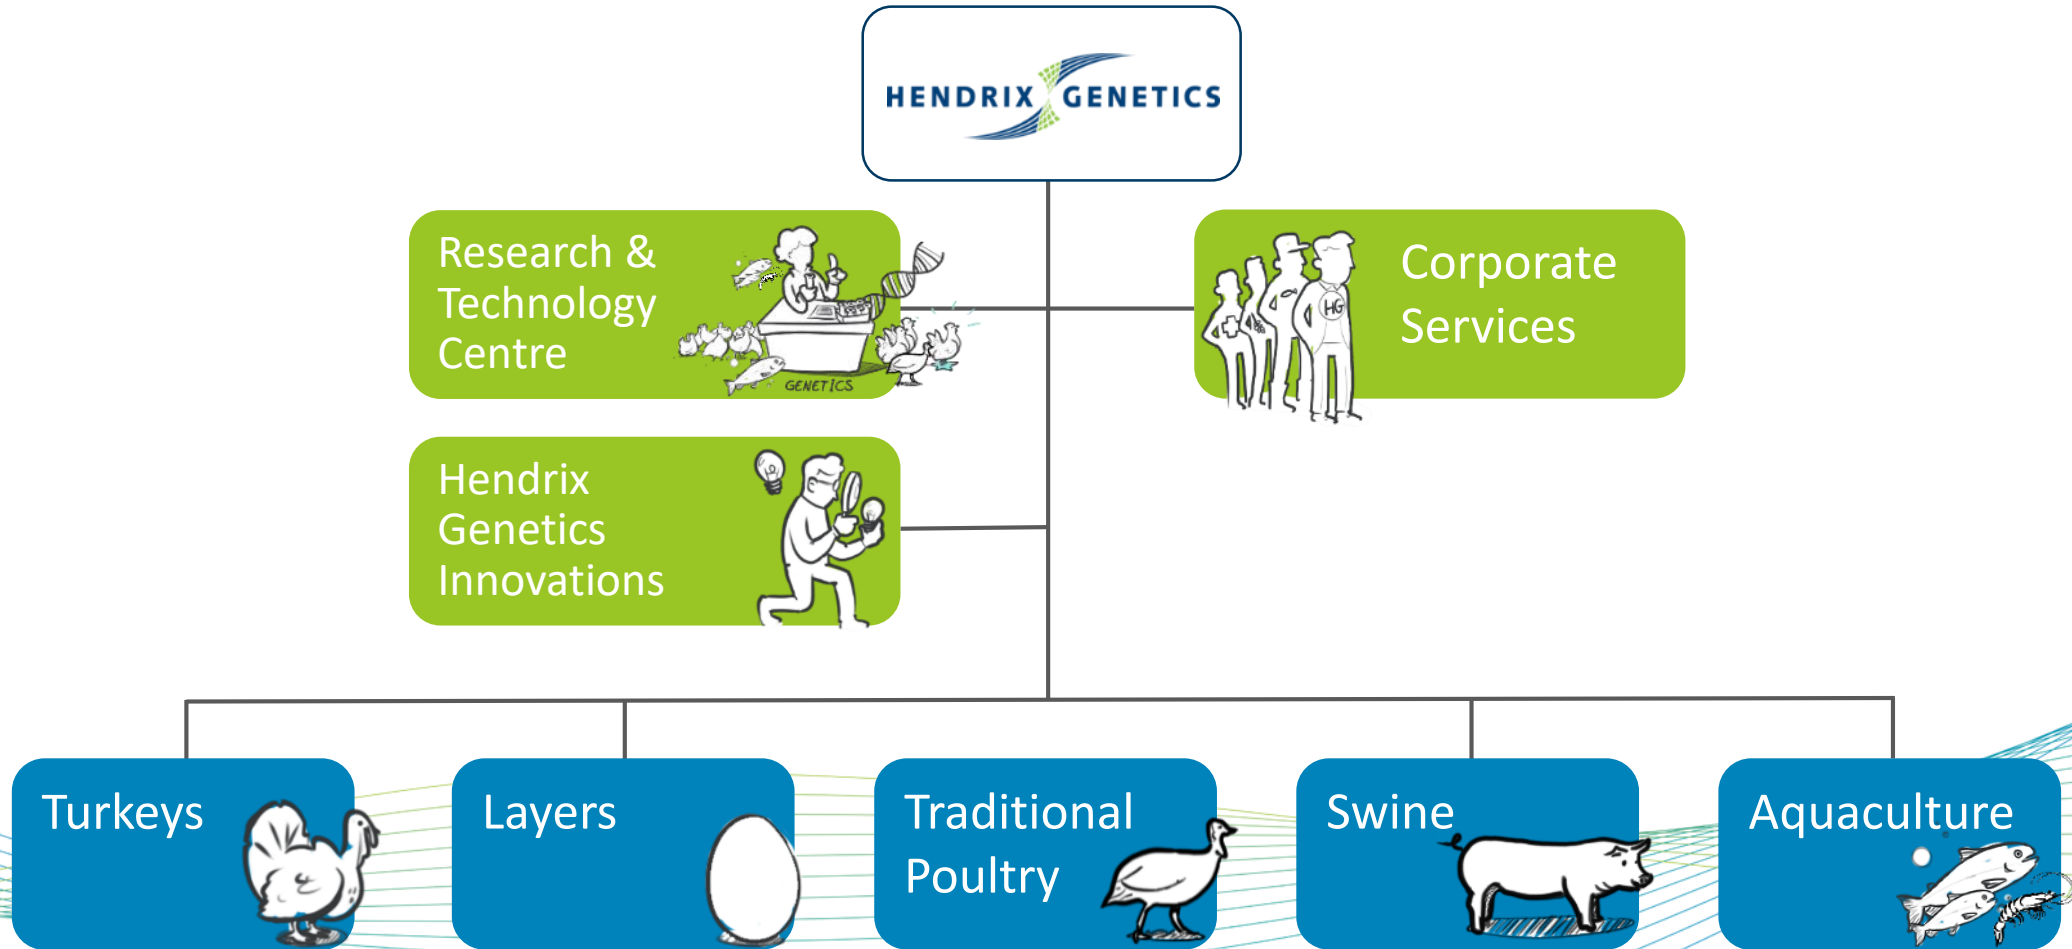 HENDRIX GENETICS
Research &
Technology
Centre
GENETICS
HG
Corporate
Services
Hendrix
Genetics
Innovations
Turkeys
Layers
Traditional
Poultry
Swine
Aquaculture